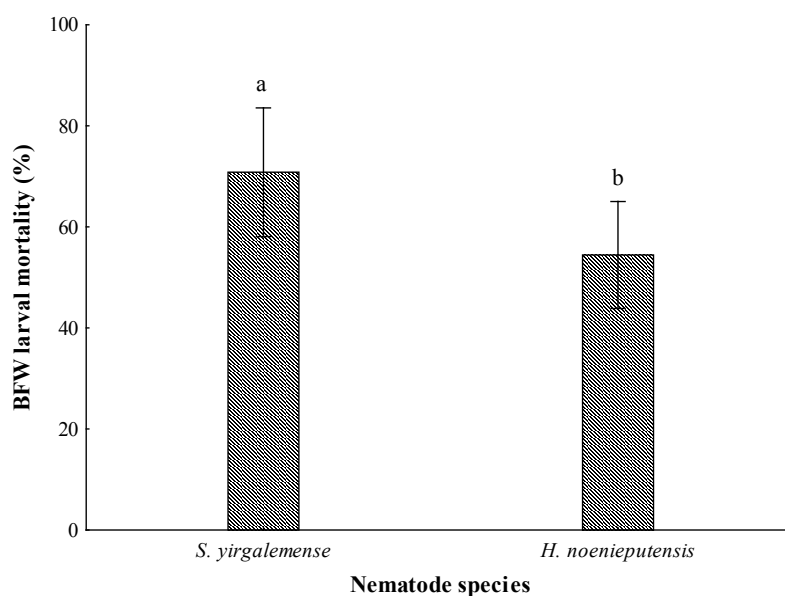 100
80
60
40
20
0
BFW larval mortality (%)
a
b
S. yirgalemense
H. noenieputensis
Nematode species